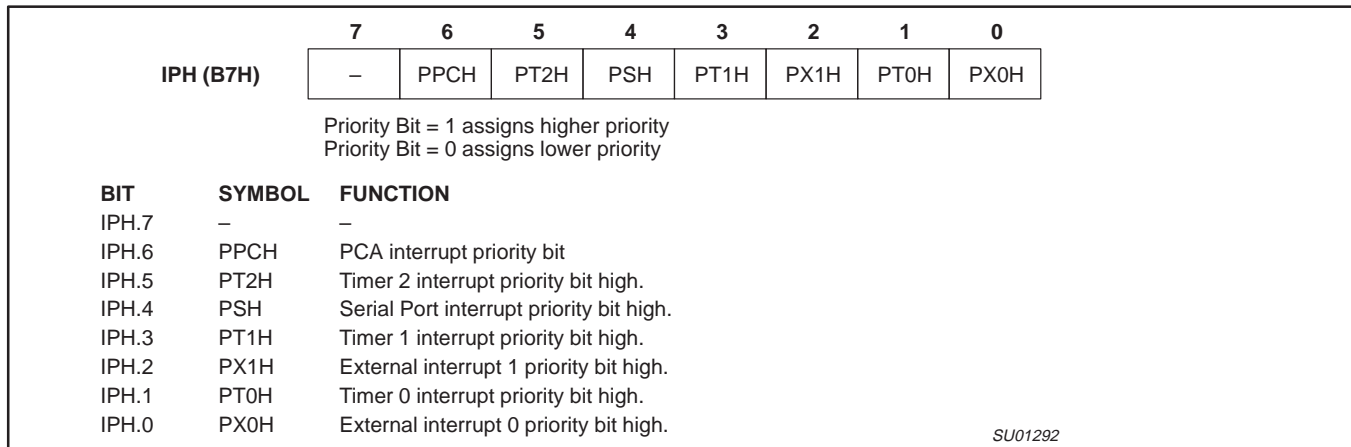 7 6 5 4 3 2 1 0
IPH (B7H) – PPCH PT2H PSH PT1H PX1H PT0H PX0H
Priority Bit = 1 assigns higher priority
Priority Bit = 0 assigns lower priority
BIT SYMBOL FUNCTION
IPH.7 – –
IPH.6 PPCH PCA interrupt priority bit
IPH.5 PT2H Timer 2 interrupt priority bit high.
IPH.4 PSH Serial Port interrupt priority bit high.
IPH.3 PT1H Timer 1 interrupt priority bit high.
IPH.2 PX1H External interrupt 1 priority bit high.
IPH.1 PT0H Timer 0 interrupt priority bit high.
IPH.0 PX0H External interrupt 0 priority bit high.
SU01292